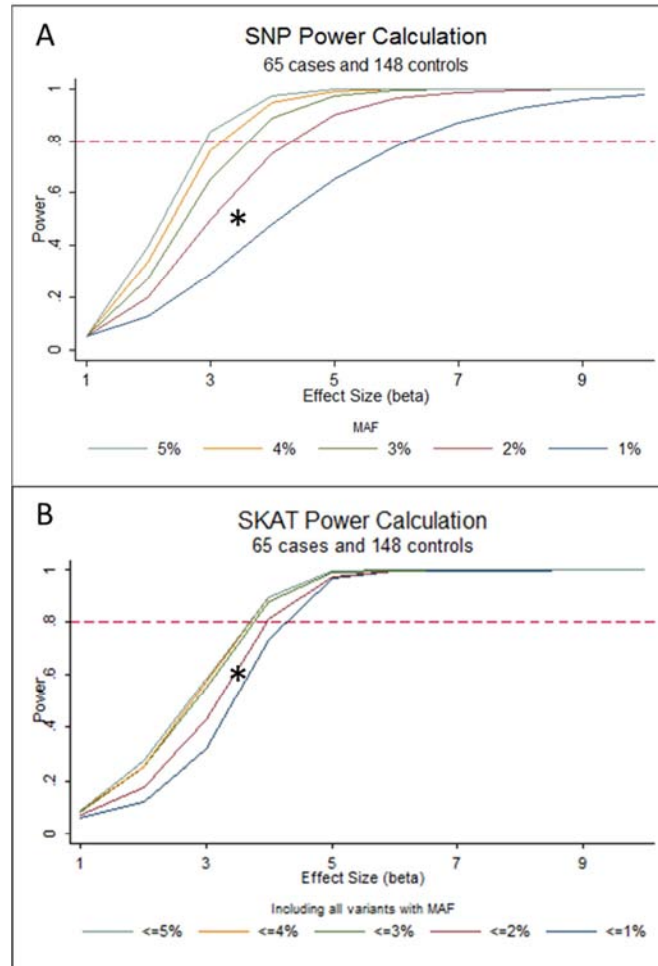 A
SNP Power Calculation
65 cases and 148 controls
Power
1
.8
.6
.4
.2
0
*
1 3 5 7 9
Effect Size (beta)
MAF
5% 4% 3% 2% 1%
B
SKAT Power Calculation
65 cases and 148 controls
Power
1
.8
.6
.4
.2
0
*
1 3 5 7 9
Effect Size (beta)
Including all variants with MAF
<=5% <=4% <=3% <=2% <=1%